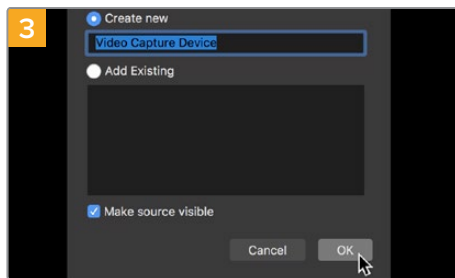 3
Create new
Video Capture Device
Add Existing
Make source visible
Cancel OK